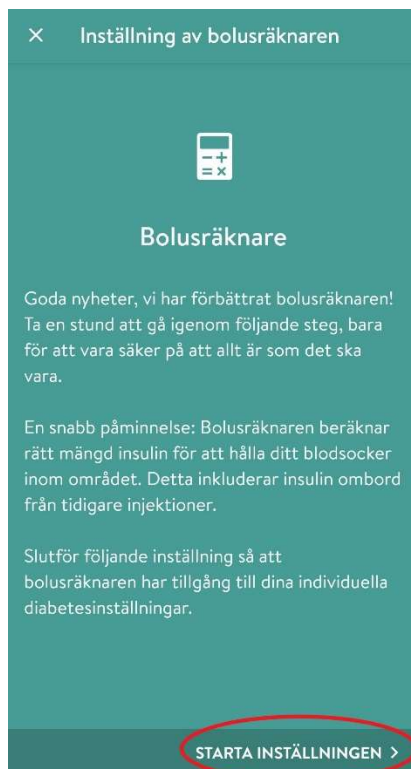 Inställning av bolusräknaren
Bolusräknare
Goda nyheter, vi har förbättrat bolusräknaren!
Ta en stund att gå igenom följande steg, bara
för att vara säker på att allt är som det ska
vara.
En snabb påminnelse: Bolusräknaren beräknar
rätt mängd insulin för att hålla ditt blodsocker
inom området. Detta inkluderar insulin ombord
från tidigare injektioner.
Slutför följande inställning så att
bolusräknaren har tillgång till dina individuella
diabetesinställningar.
STARTA INSTÄLLNINGEN >